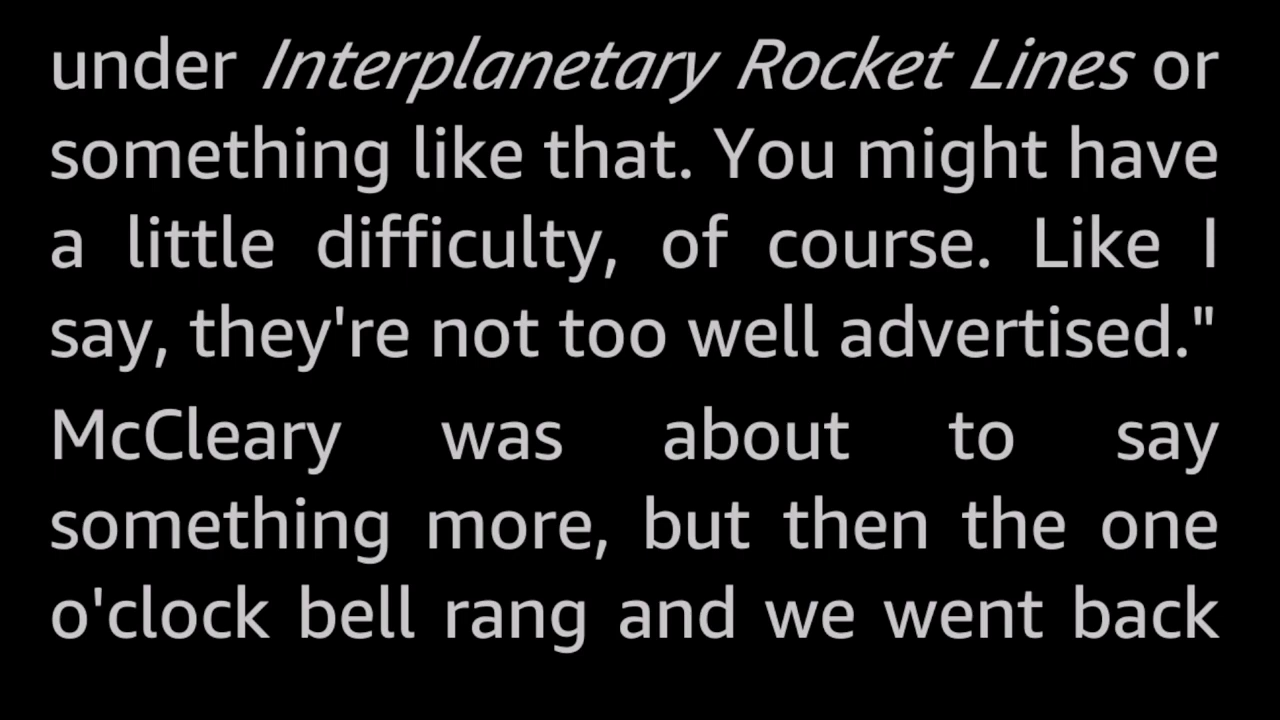 under Interplanetary Rocket Lines or
something like that. You might have
a little difficulty, of course. Like I
say, they're not too well advertised."
McCleary was about to say
something more, but then the one
o'clock bell rang and we went back